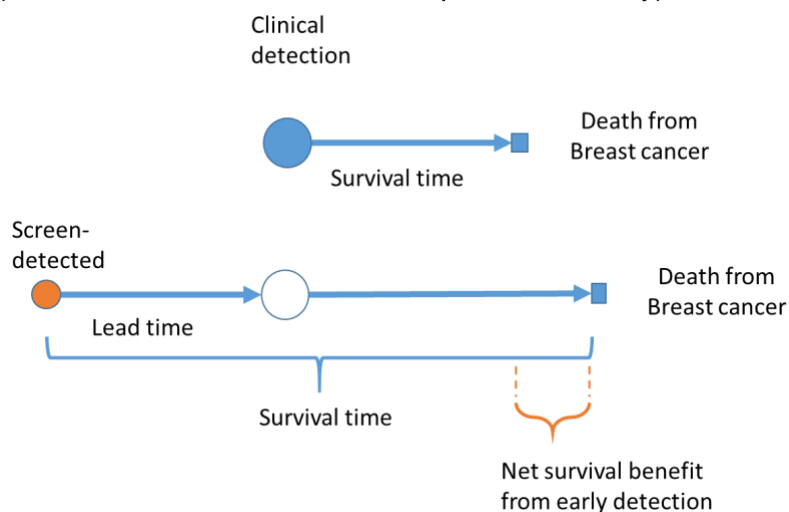 Clinical
detection
Death from
Breast cancer
Survival time
Screen-
detected
Death from
Breast cancer
Lead time
Survival time
Net survival benefit
from early detection